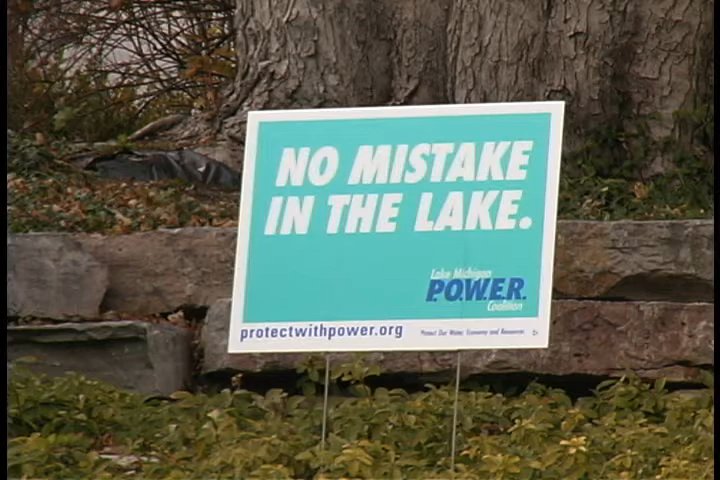 NO MISTAKE
IN THE LAKE.
Lake Michigan
P.O.W.E.R.
Coalition
protectwithpower.org
Protect Our Water, Economy and Resources